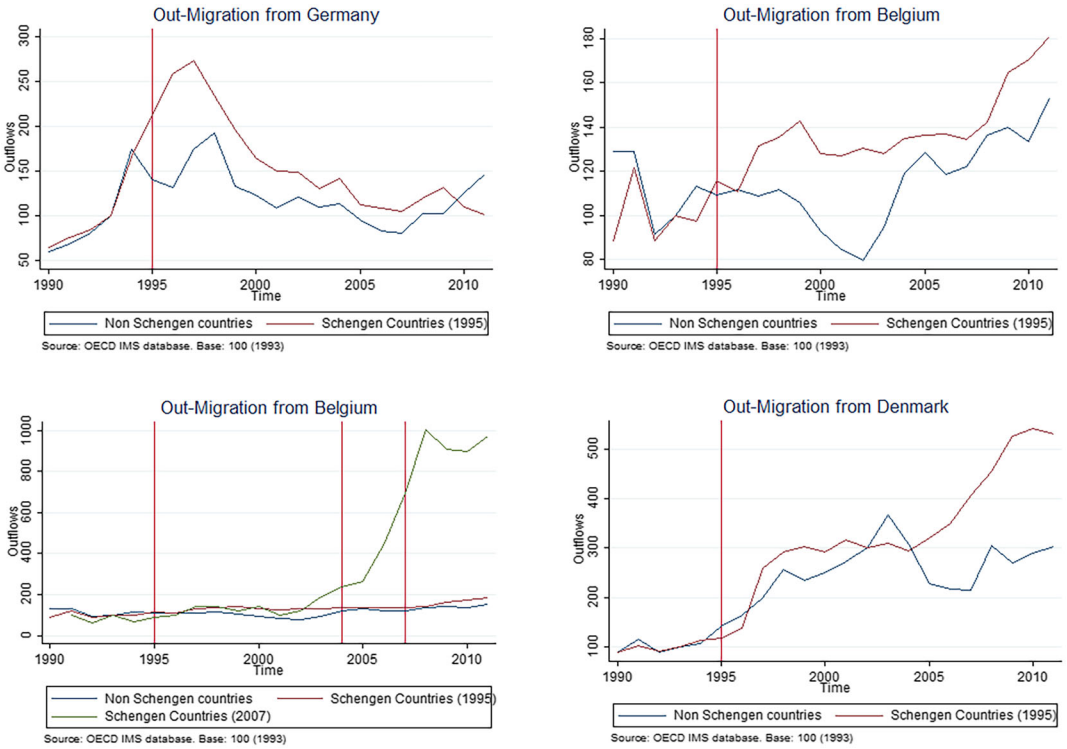 Out-Migration from Germany
Outflows
300
250
200
150
100
50
1990
1995
2000
2005
2010
Time
Non Schengen countries
Schengen Countries (1995)
Source: OECD IMS database. Base: 100 (1993)
Out-Migration from Belgium
Outflows
180
160
140
120
100
80
1990
1995
2000
2005
2010
Time
Non Schengen countries
Schengen Countries (1995)
Source: OECD IMS database. Base: 100 (1993)
Out-Migration from Belgium
Outflows
1000
800
600
400
200
0
1990
1995
2000
2005
2010
Time
Non Schengen countries
Schengen Countries (1995)
Schengen Countries (2007)
Source: OECD IMS database. Base: 100 (1993)
Out-Migration from Denmark
Outflows
500
400
300
200
100
1990
1995
2000
2005
2010
Time
Non Schengen countries
Schengen Countries (1995)
Source: OECD IMS database. Base: 100 (1993)